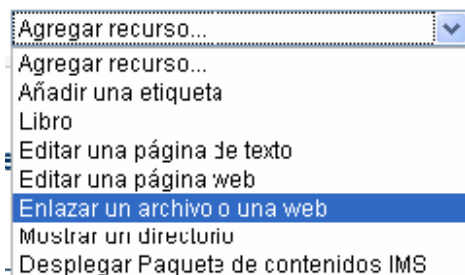 Agregar recurso...
Agregar recurso...
Añadir una etiqueta
Libro
Editar una página de texto
Editar una página web
Enlazar un archivo o una web
Mostrar un directorio
Desplegar Paquete de contenidos IMS